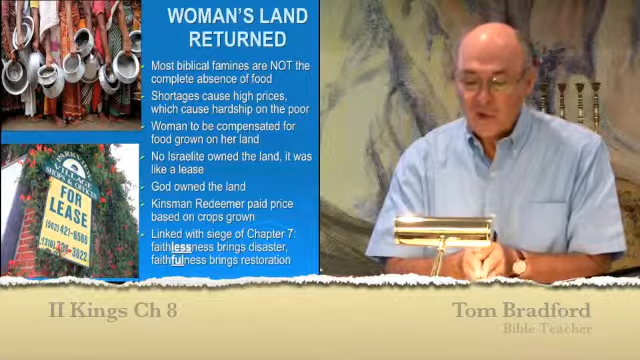 WOMAN'S LAND
RETURNED
Most biblical famines are NOT the
complete absence of food
Shortages cause high prices,
which cause hardship on the poor
Woman to be compensated for
food grown on her land
No Israelite owned the land, it was
like a lease
God owned the land
Kinsman Redeemer paid price
based on crops grown
Linked with siege of Chapter 7:
faithlessness brings disaster,
faithfulness brings restoration
VILLAGE
FOR
LEASE
II Kings Ch 8
Tom Bradford
Bible Teacher